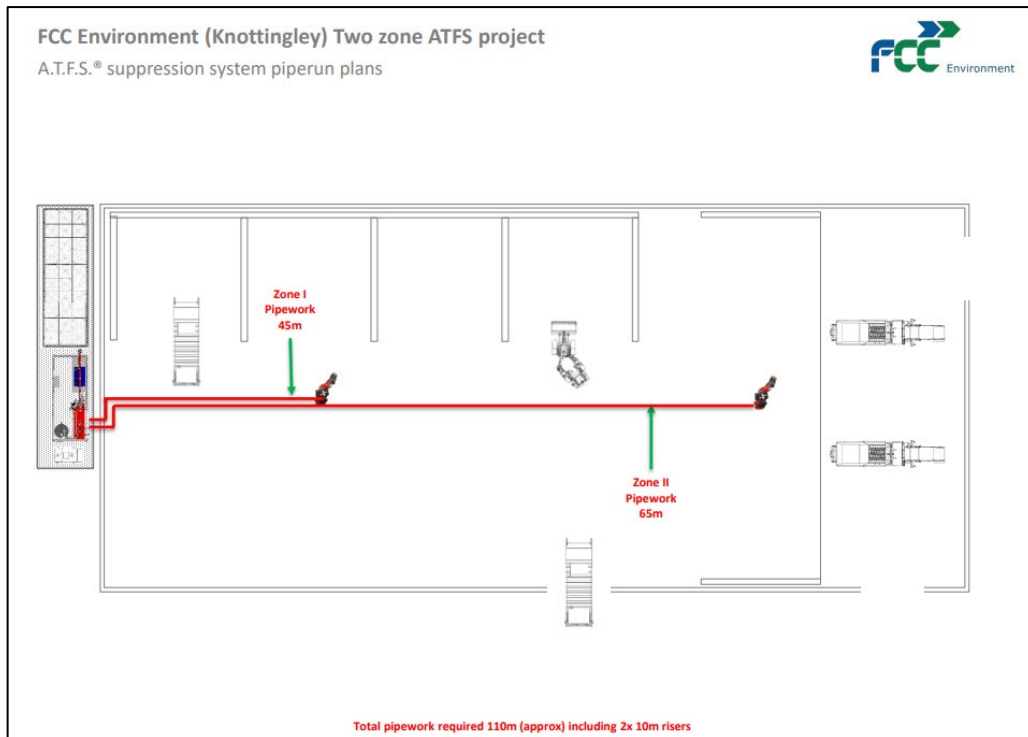 FCC Environment (Knottingley) Two zone ATFS project
A.T.F.S.® suppression system piperun plans
FCC
Environment
Zone I
Pipework
45m
Zone II
Pipework
65m
Total pipework required 110m (approx) including 2x 10m risers